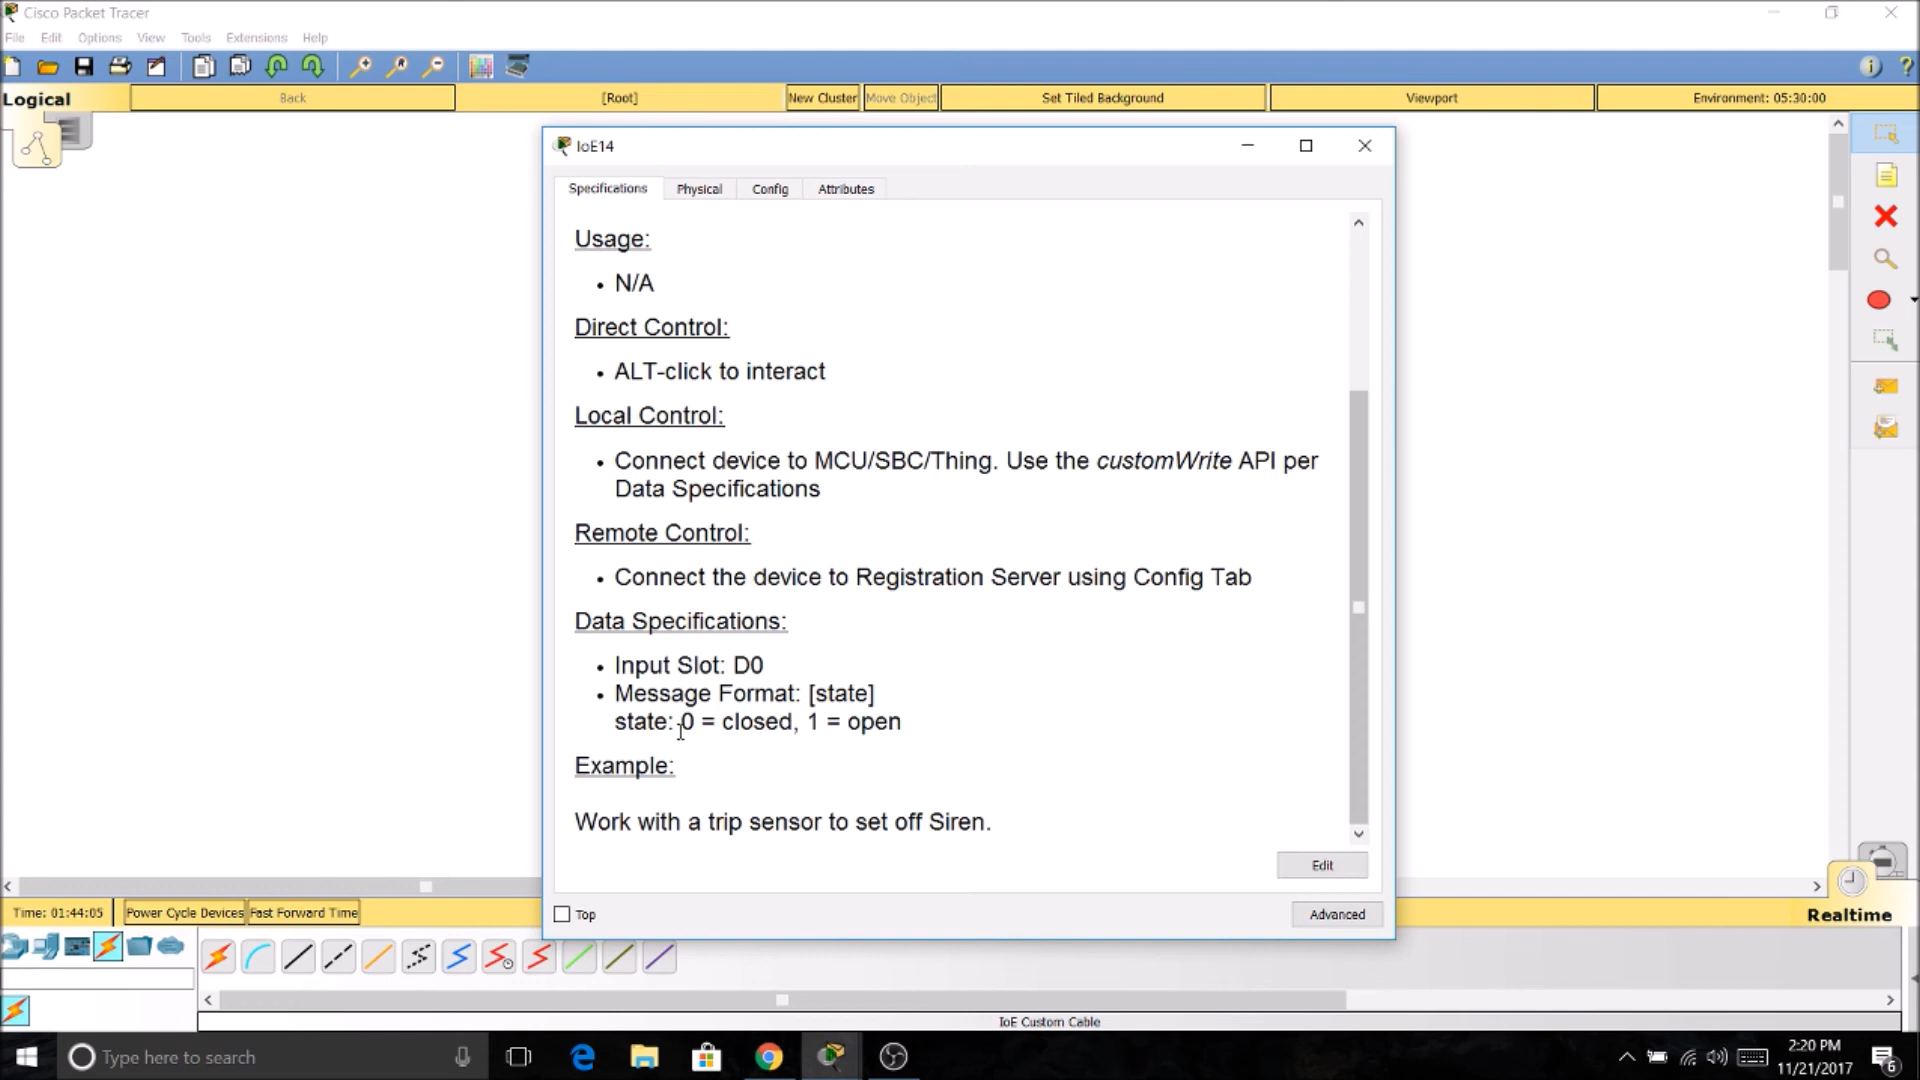 Cisco Packet Tracer
File Edit Options View Tools Extensions Help
Logical Back [Root] New Cluster Move Object Set Tiled Background Viewport Environment: 05:30:00
IoE14
Specifications Physical Config Attributes
Usage:
• N/A
Direct Control:
• ALT-click to interact
Local Control:
• Connect device to MCU/SBC/Thing. Use the customWrite API per
Data Specifications
Remote Control:
• Connect the device to Registration Server using Config Tab
Data Specifications:
• Input Slot: D0
• Message Format: [state]
state: 0 = closed, 1 = open
Example:
Work with a trip sensor to set off Siren.
Edit
Top Advanced
Time: 01:44:05 Power Cycle Devices Fast Forward Time Realtime
IoE Custom Cable
Type here to search
2:20 PM
11/21/2017
6